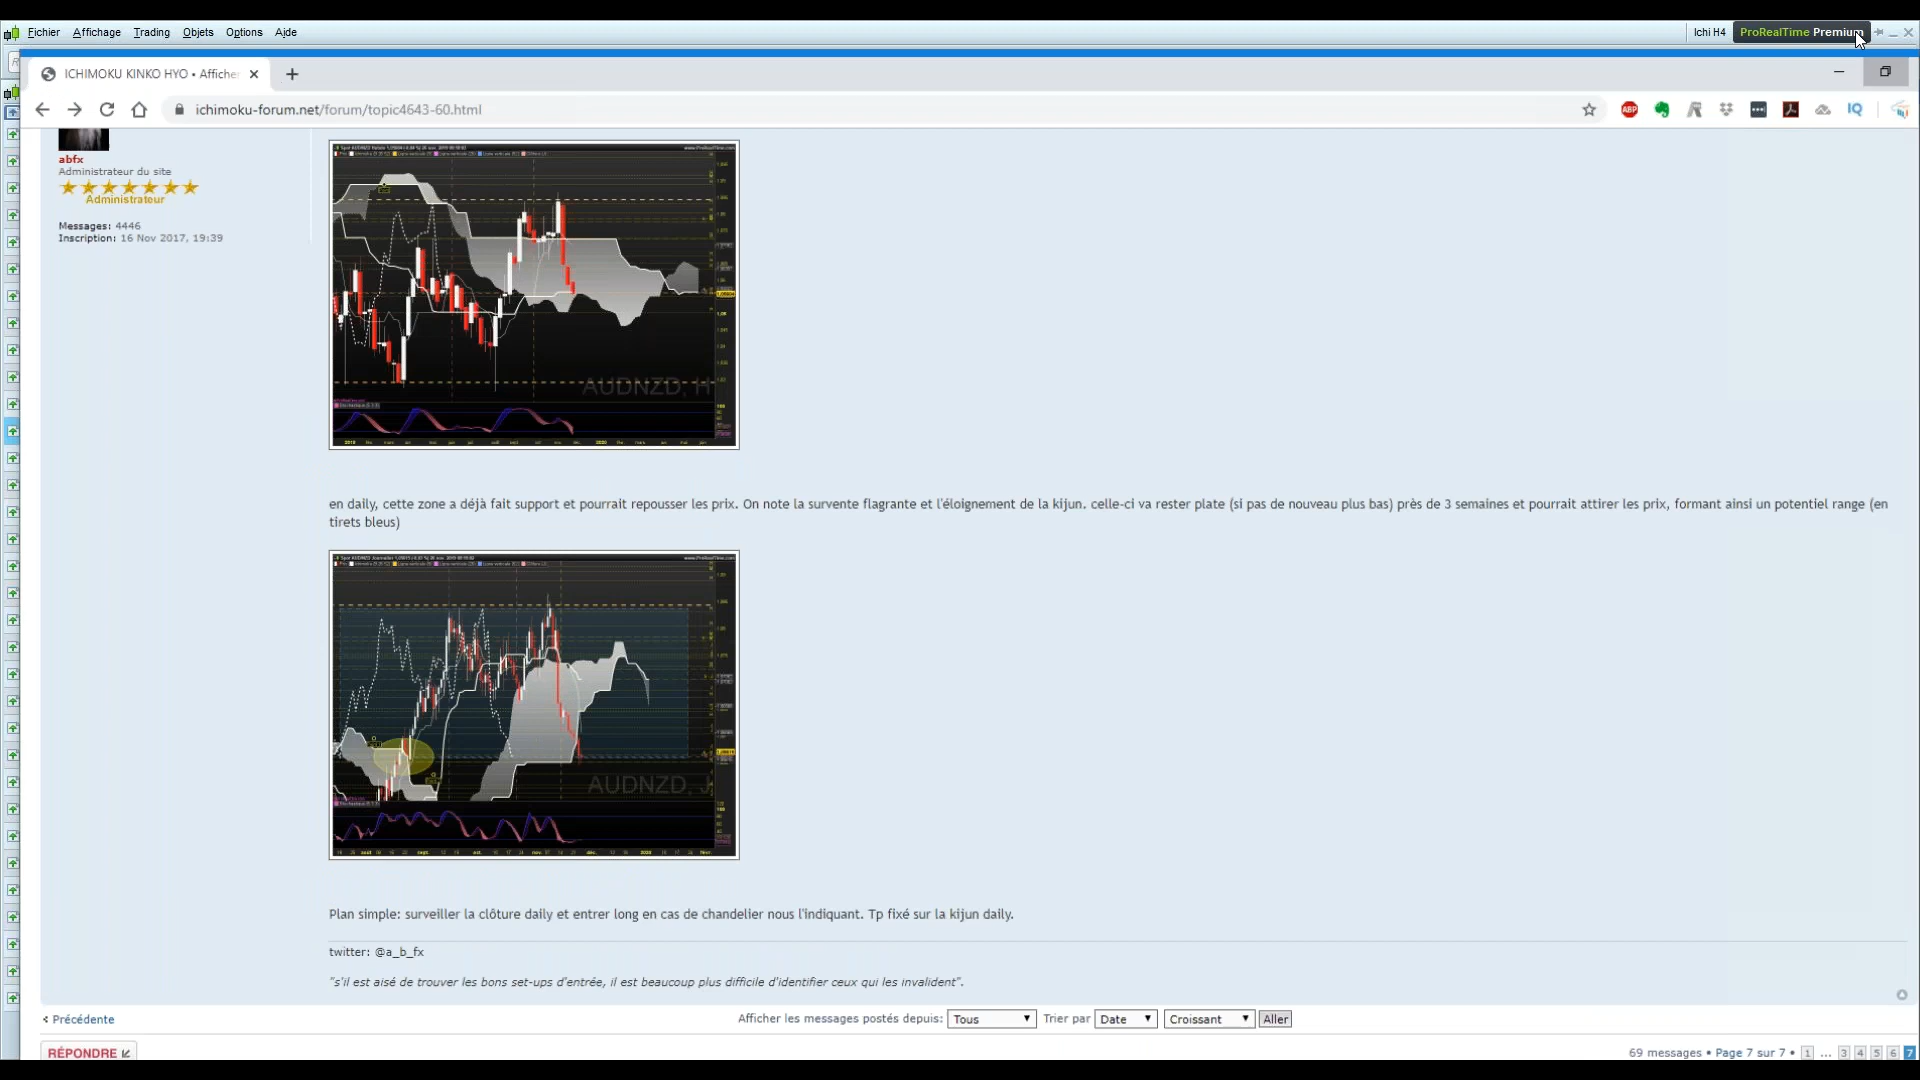 Fichier Affichage Trading Objets Options Aide
Ichi H4 ProRealTime Premium
ICHIMOKU KINKO HYO • Affiche
ichimoku-forum.net/forum/topic4643-60.html
ABP
IQ
abfx
Administrateur du site
Administrateur
Messages: 4446
Inscription: 16 Nov 2017, 19:39
AUDNZD, H
en daily, cette zone a déjà fait support et pourrait repousser les prix. On note la survente flagrante et l'éloignement de la kijun. celle-ci va rester plate (si pas de nouveau plus bas) près de 3 semaines et pourrait attirer les prix, formant ainsi un potentiel range (en
tirets bleus)
AUDNZD, J
Plan simple: surveiller la clôture daily et entrer long en cas de chandelier nous l'indiquant. Tp fixé sur la kijun daily.
twitter: @a_b_fx
"s'il est aisé de trouver les bons set-ups d'entrée, il est beaucoup plus difficile d'identifier ceux qui les invalident".
Précédente
Afficher les messages postés depuis: Tous Trier par Date Croissant Aller
RÉPONDRE
69 messages • Page 7 sur 7 • 1 ... 3 4 5 6 7